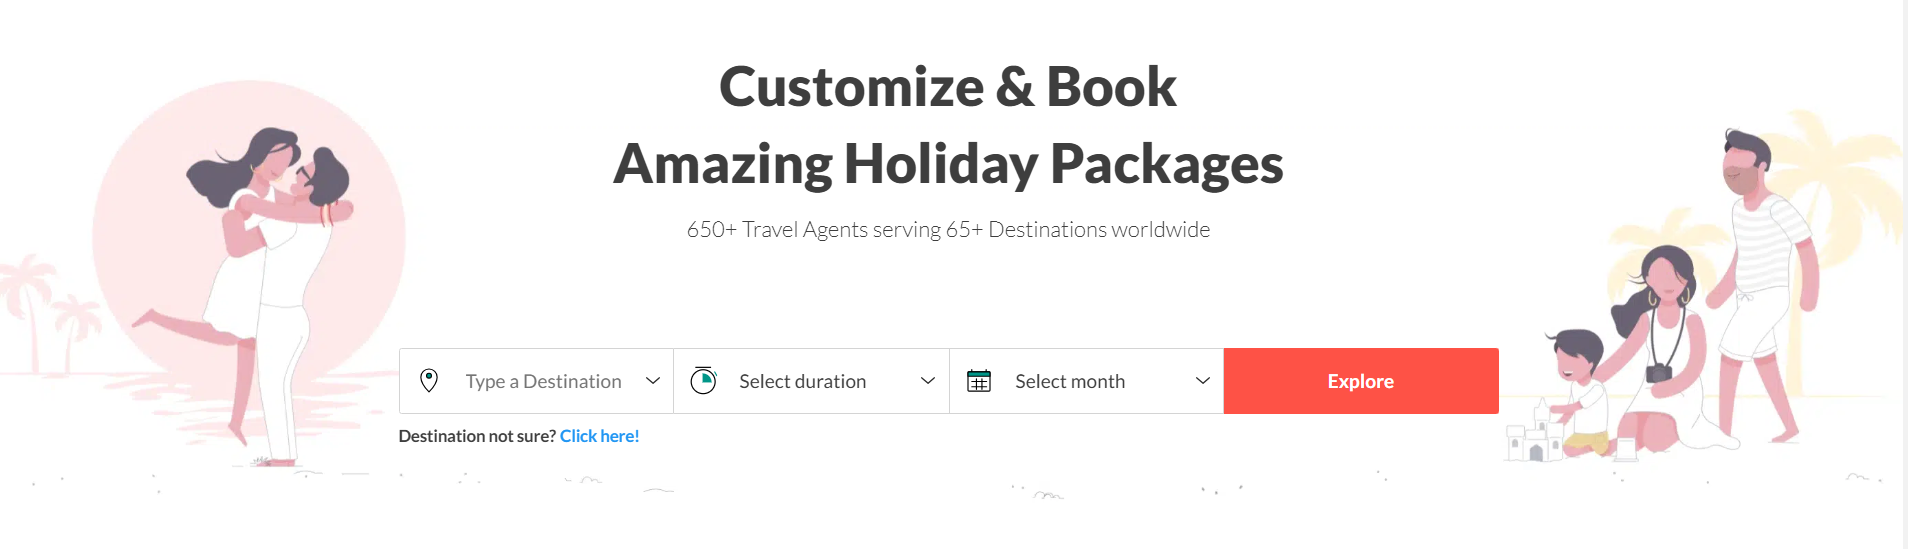 Customize & Book
Amazing Holiday Packages
650+ Travel Agents serving 65+ Destinations worldwide
Type a Destination
Select duration
Select month
Explore
Destination not sure? Click here!